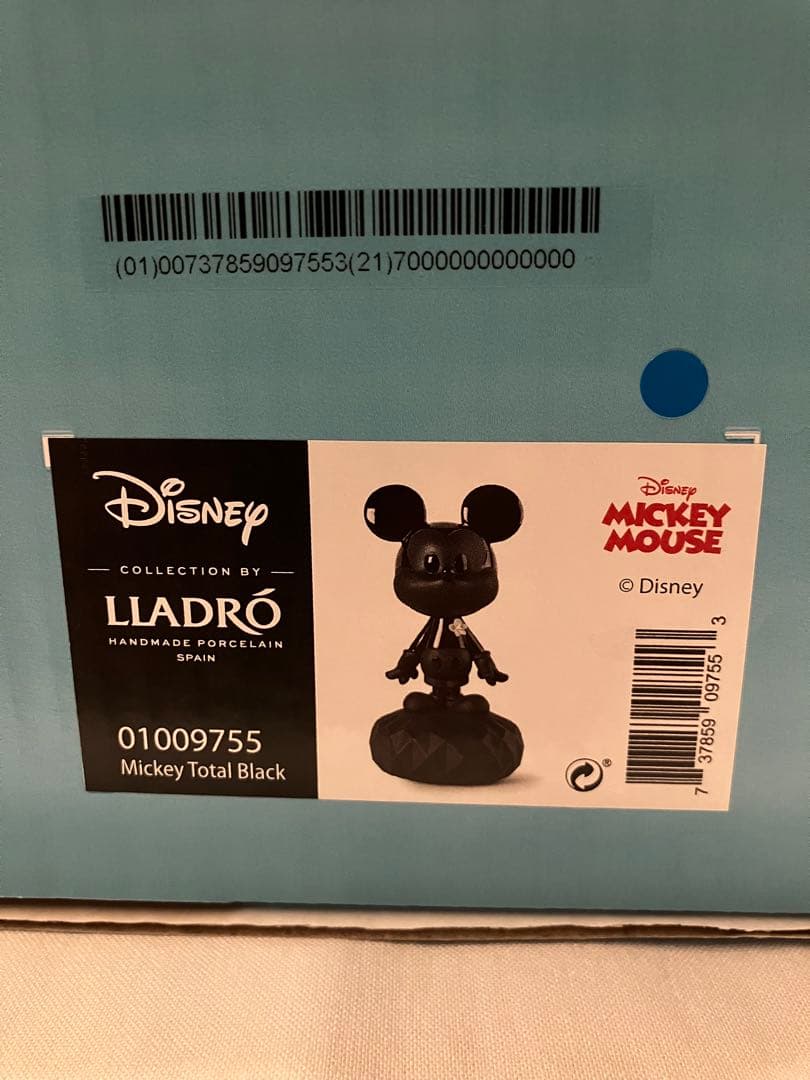 (01)00737859097553(21)7000000000000
Disney
COLLECTION BY
LLADRÓ
HANDMADE PORCELAIN
SPAIN
01009755
Mickey Total Black
Disney
MICKEY
MOUSE
© Disney
7 37859 09755 3
®